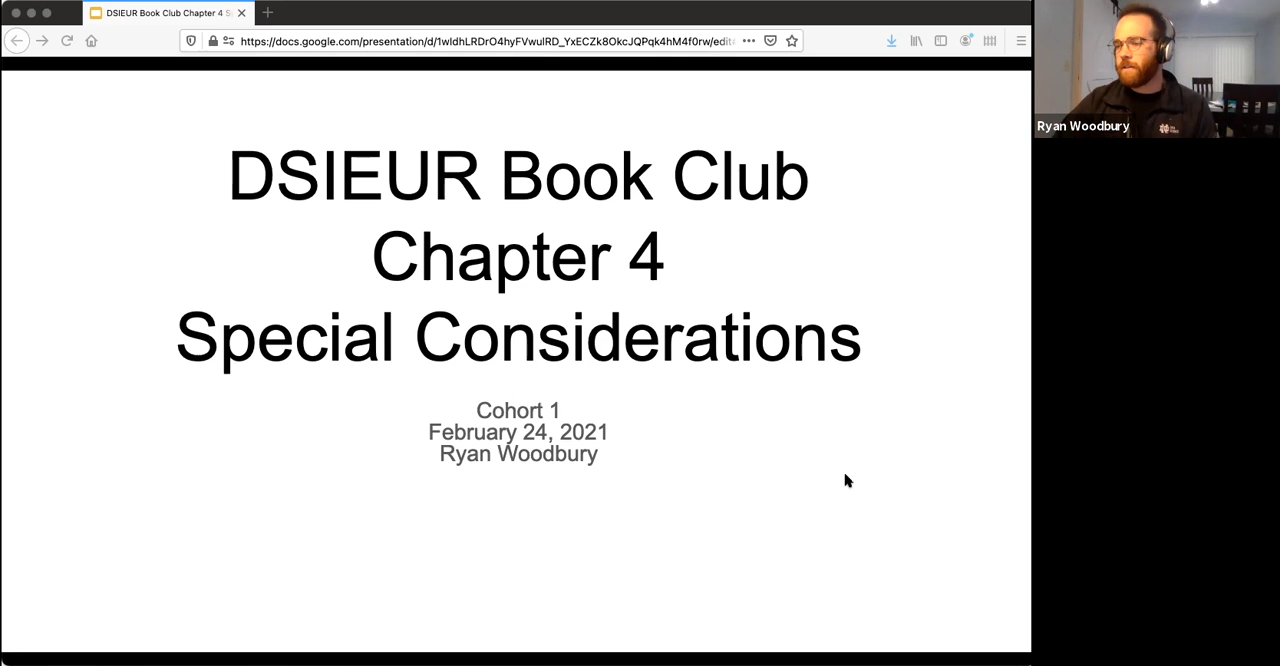 DSIEUR Book Club Chapter 4 S
https://docs.google.com/presentation/d/1wIdhLRDrO4hyFVwuIRD_YxECZk8OkcJQPqk4hM4f0rw/edit
Ryan Woodbury
DSIEUR Book Club
Chapter 4
Special Considerations
Cohort 1
February 24, 2021
Ryan Woodbury